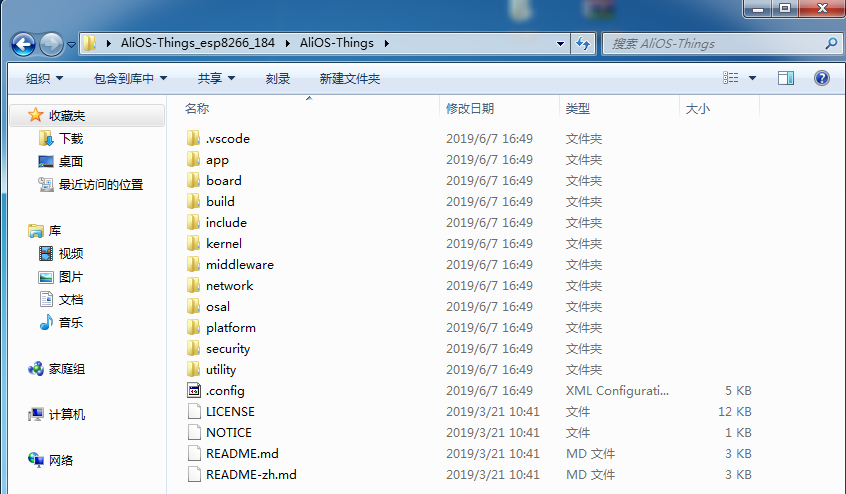 AliOS-Things_esp8266_184 AliOS-Things 搜索 AliOS-Things
组织 包含到库中 共享 刻录 新建文件夹
名称 修改日期 类型 大小
收藏夹
下载
桌面
最近访问的位置
库
视频
图片
文档
音乐
家庭组
计算机
网络
.vscode 2019/6/7 16:49 文件夹
app 2019/6/7 16:49 文件夹
board 2019/6/7 16:49 文件夹
build 2019/6/7 16:49 文件夹
include 2019/6/7 16:49 文件夹
kernel 2019/6/7 16:49 文件夹
middleware 2019/6/7 16:49 文件夹
network 2019/6/7 16:49 文件夹
osal 2019/6/7 16:49 文件夹
platform 2019/6/7 16:49 文件夹
security 2019/6/7 16:49 文件夹
utility 2019/6/7 16:49 文件夹
.config 2019/6/7 16:49 XML Configurati... 5 KB
LICENSE 2019/3/21 10:41 文件 12 KB
NOTICE 2019/3/21 10:41 文件 1 KB
README.md 2019/3/21 10:41 MD 文件 3 KB
README-zh.md 2019/3/21 10:41 MD 文件 3 KB